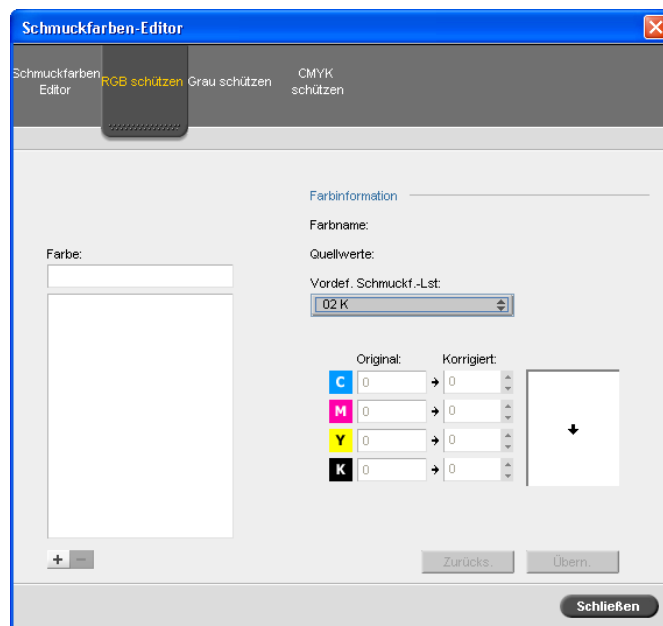 Schmuckfarben-Editor
Schmuckfarben
Editor
RGB schützen
Grau schützen
CMYK
schützen
Farbinformation
Farbname:
Farbe:
Quellwerte:
Vordef. Schmuckf.-Lst:
02 K
Original:
Korrigiert:
C 0 0
M 0 0
Y 0 0
K 0 0
+ −
Zurücks..
Übern.
Schließen